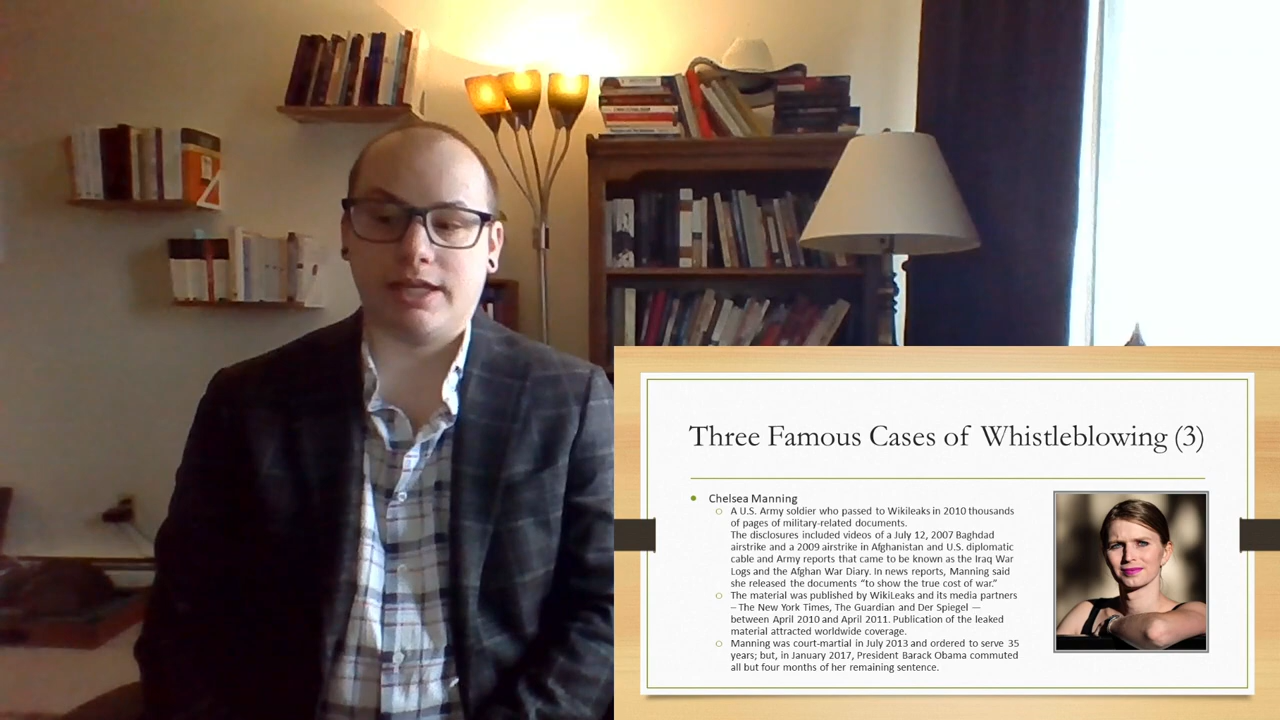 Three Famous Cases of Whistleblowing (3)
Chelsea Manning
A U.S. Army soldier who passed to Wikileaks in 2010 thousands
of pages of military-related documents.
The disclosures included videos of a July 12, 2007 Baghdad
airstrike and a 2009 airstrike in Afghanistan and U.S. diplomatic
cable and Army reports that came to be known as the Iraq War
Logs and the Afghan War Diary. In news reports, Manning said
she released the documents “to show the true cost of war.”
The material was published by WikiLeaks and its media partners
– The New York Times, The Guardian and Der Spiegel —
between April 2010 and April 2011. Publication of the leaked
material attracted worldwide coverage.
Manning was court-martial in July 2013 and ordered to serve 35
years; but, in January 2017, President Barack Obama commuted
all but four months of her remaining sentence.